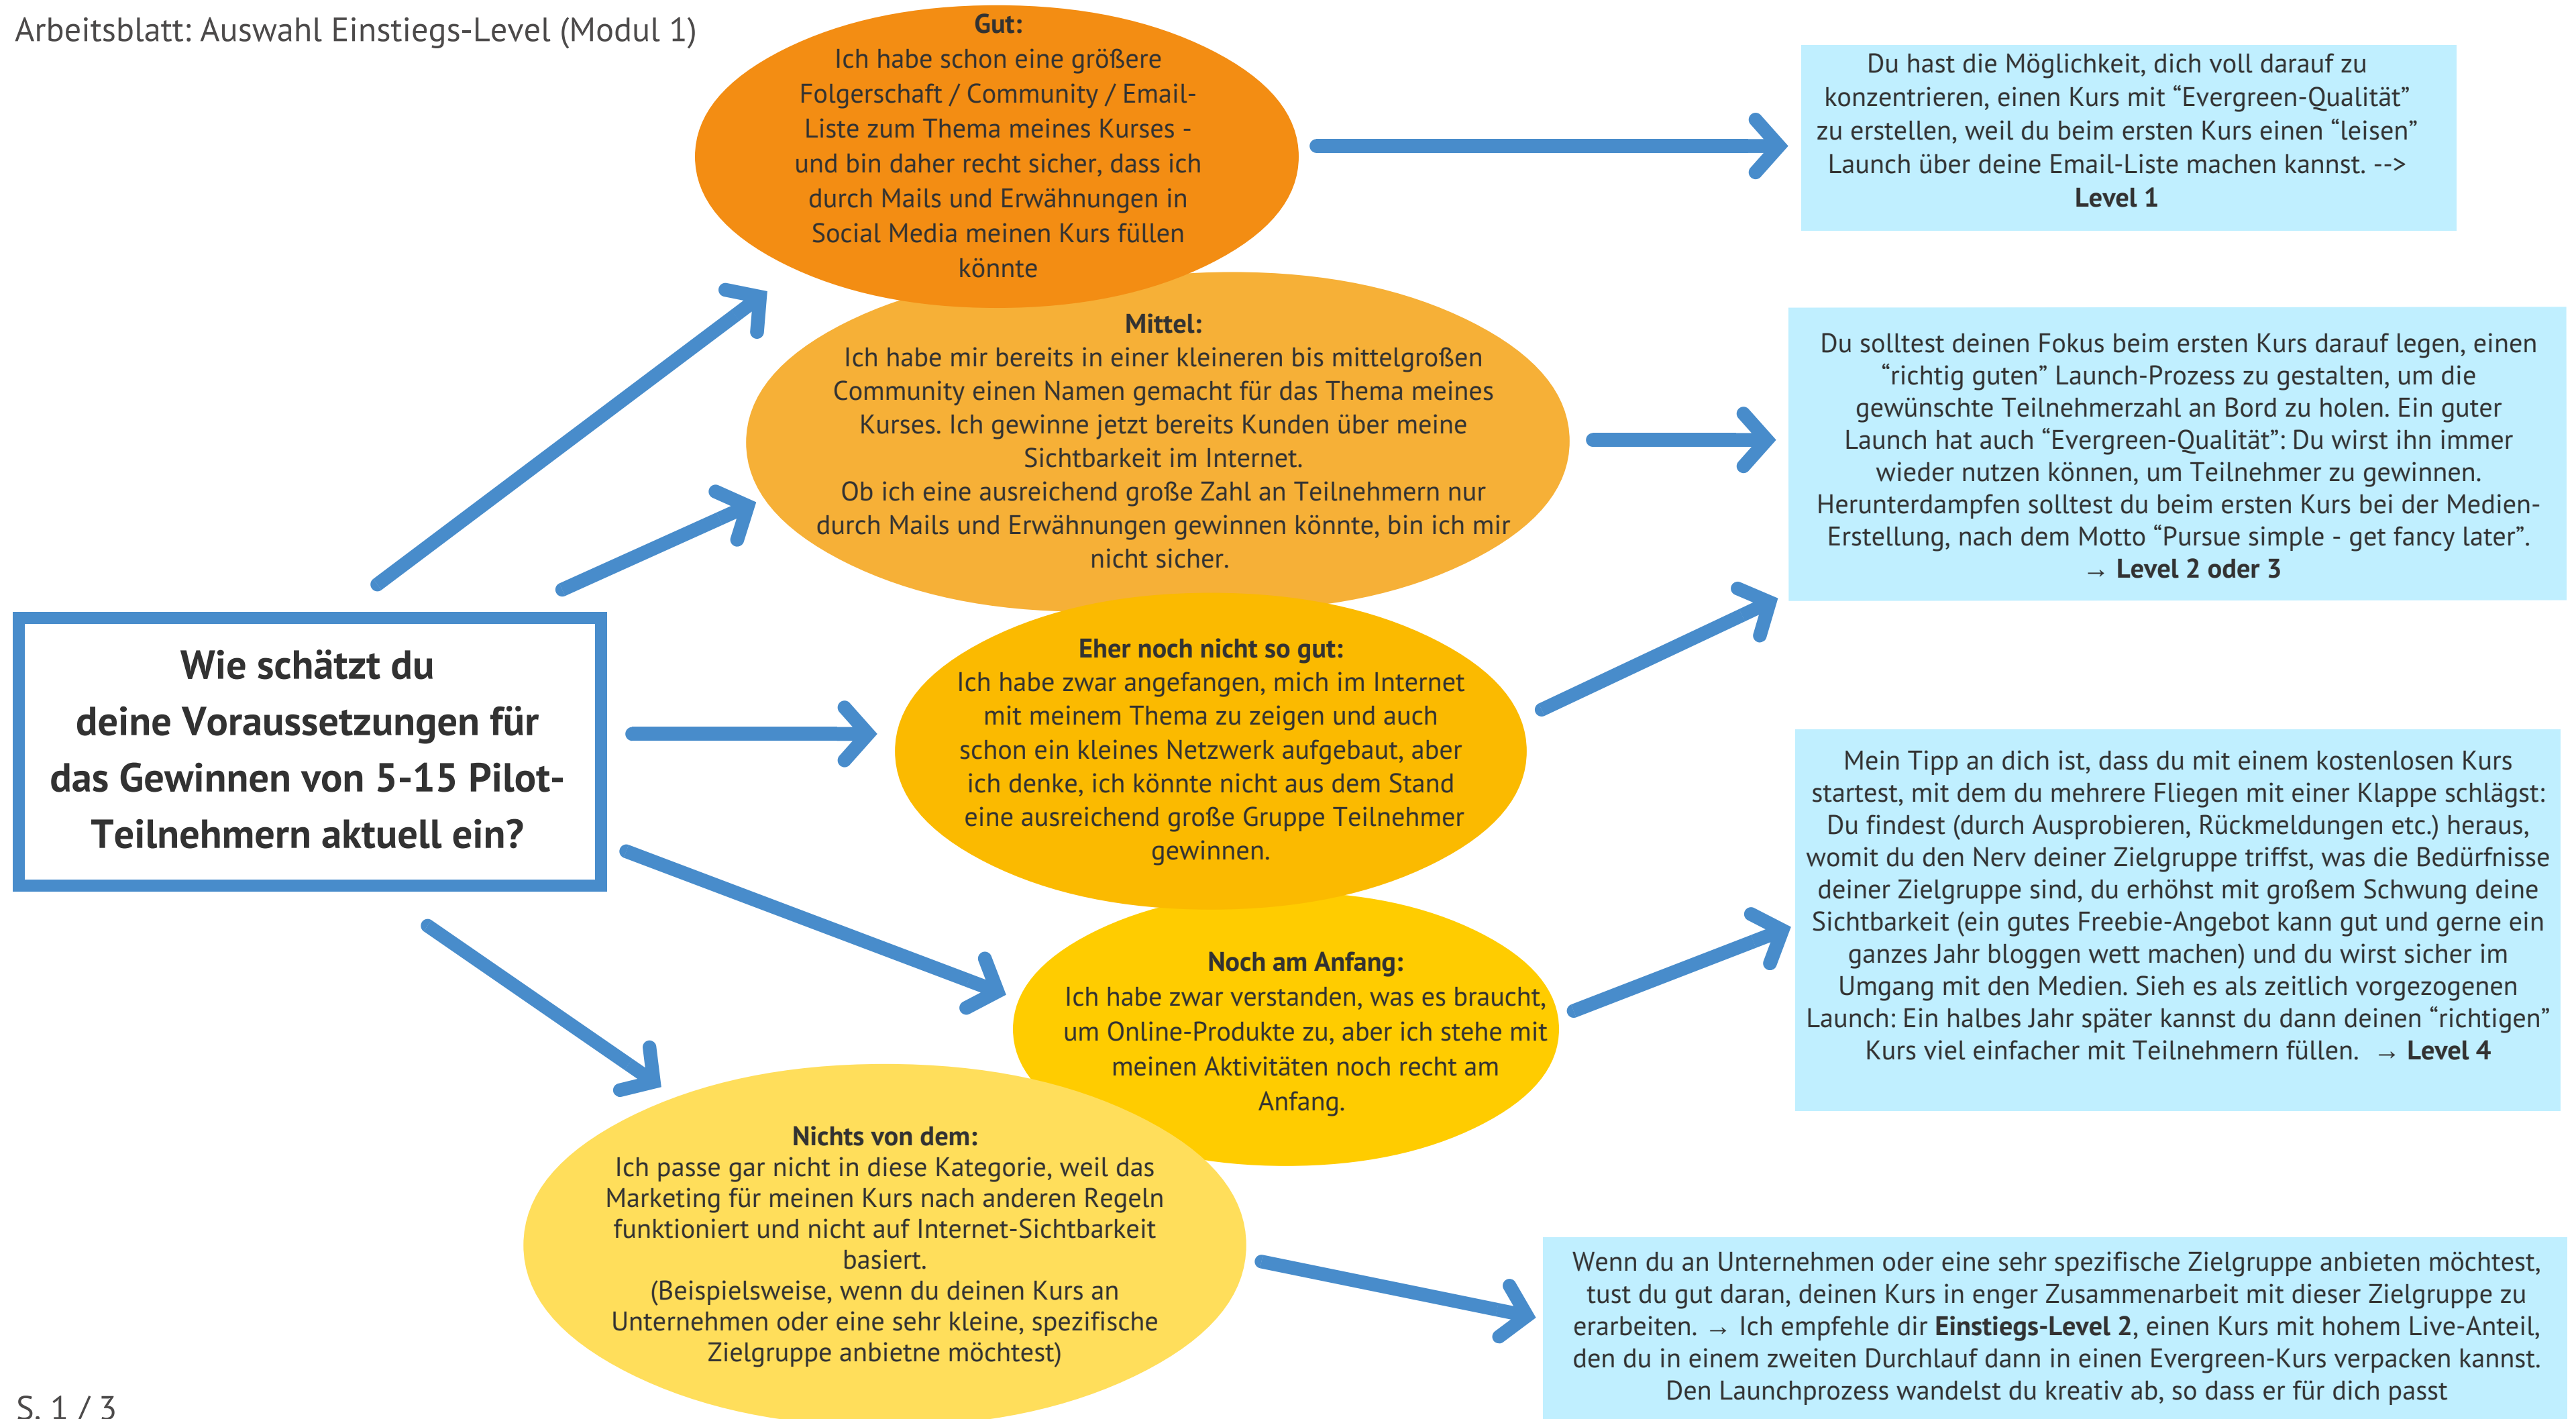 Arbeitsblatt: Auswahl Einstiegs-Level (Modul 1)
Wie schätzt du
deine Voraussetzungen für
das Gewinnen von 5-15 Pilot-
Teilnehmern aktuell ein?
Gut:
Ich habe schon eine größere
Folgerschaft / Community / Email-
Liste zum Thema meines Kurses -
und bin daher recht sicher, dass ich
durch Mails und Erwähnungen in
Social Media meinen Kurs füllen
könnte
Du hast die Möglichkeit, dich voll darauf zu
konzentrieren, einen Kurs mit “Evergreen-Qualität”
zu erstellen, weil du beim ersten Kurs einen “leisen”
Launch über deine Email-Liste machen kannst. -->
Level 1
Mittel:
Ich habe mir bereits in einer kleineren bis mittelgroßen
Community einen Namen gemacht für das Thema meines
Kurses. Ich gewinne jetzt bereits Kunden über meine
Sichtbarkeit im Internet.
Ob ich eine ausreichend große Zahl an Teilnehmern nur
durch Mails und Erwähnungen gewinnen könnte, bin ich mir
nicht sicher.
Du solltest deinen Fokus beim ersten Kurs darauf legen, einen
“richtig guten” Launch-Prozess zu gestalten, um die
gewünschte Teilnehmerzahl an Bord zu holen. Ein guter
Launch hat auch “Evergreen-Qualität”: Du wirst ihn immer
wieder nutzen können, um Teilnehmer zu gewinnen.
Herunterdampfen solltest du beim ersten Kurs bei der Medien-
Erstellung, nach dem Motto “Pursue simple - get fancy later”.
→ Level 2 oder 3
Eher noch nicht so gut:
Ich habe zwar angefangen, mich im Internet
mit meinem Thema zu zeigen und auch
schon ein kleines Netzwerk aufgebaut, aber
ich denke, ich könnte nicht aus dem Stand
eine ausreichend große Gruppe Teilnehmer
gewinnen.
Noch am Anfang:
Ich habe zwar verstanden, was es braucht,
um Online-Produkte zu, aber ich stehe mit
meinen Aktivitäten noch recht am
Anfang.
Mein Tipp an dich ist, dass du mit einem kostenlosen Kurs
startest, mit dem du mehrere Fliegen mit einer Klappe schlägst:
Du findest (durch Ausprobieren, Rückmeldungen etc.) heraus,
womit du den Nerv deiner Zielgruppe triffst, was die Bedürfnisse
deiner Zielgruppe sind, du erhöhst mit großem Schwung deine
Sichtbarkeit (ein gutes Freebie-Angebot kann gut und gerne ein
ganzes Jahr bloggen wett machen) und du wirst sicher im
Umgang mit den Medien. Sieh es als zeitlich vorgezogenen
Launch: Ein halbes Jahr später kannst du dann deinen “richtigen”
Kurs viel einfacher mit Teilnehmern füllen. → Level 4
Nichts von dem:
Ich passe gar nicht in diese Kategorie, weil das
Marketing für meinen Kurs nach anderen Regeln
funktioniert und nicht auf Internet-Sichtbarkeit
basiert.
(Beispielsweise, wenn du deinen Kurs an
Unternehmen oder eine sehr kleine, spezifische
Zielgruppe anbietne möchtest)
Wenn du an Unternehmen oder eine sehr spezifische Zielgruppe anbieten möchtest,
tust du gut daran, deinen Kurs in enger Zusammenarbeit mit dieser Zielgruppe zu
erarbeiten. → Ich empfehle dir Einstiegs-Level 2, einen Kurs mit hohem Live-Anteil,
den du in einem zweiten Durchlauf dann in einen Evergreen-Kurs verpacken kannst.
Den Launchprozess wandelst du kreativ ab, so dass er für dich passt
S. 1 / 3